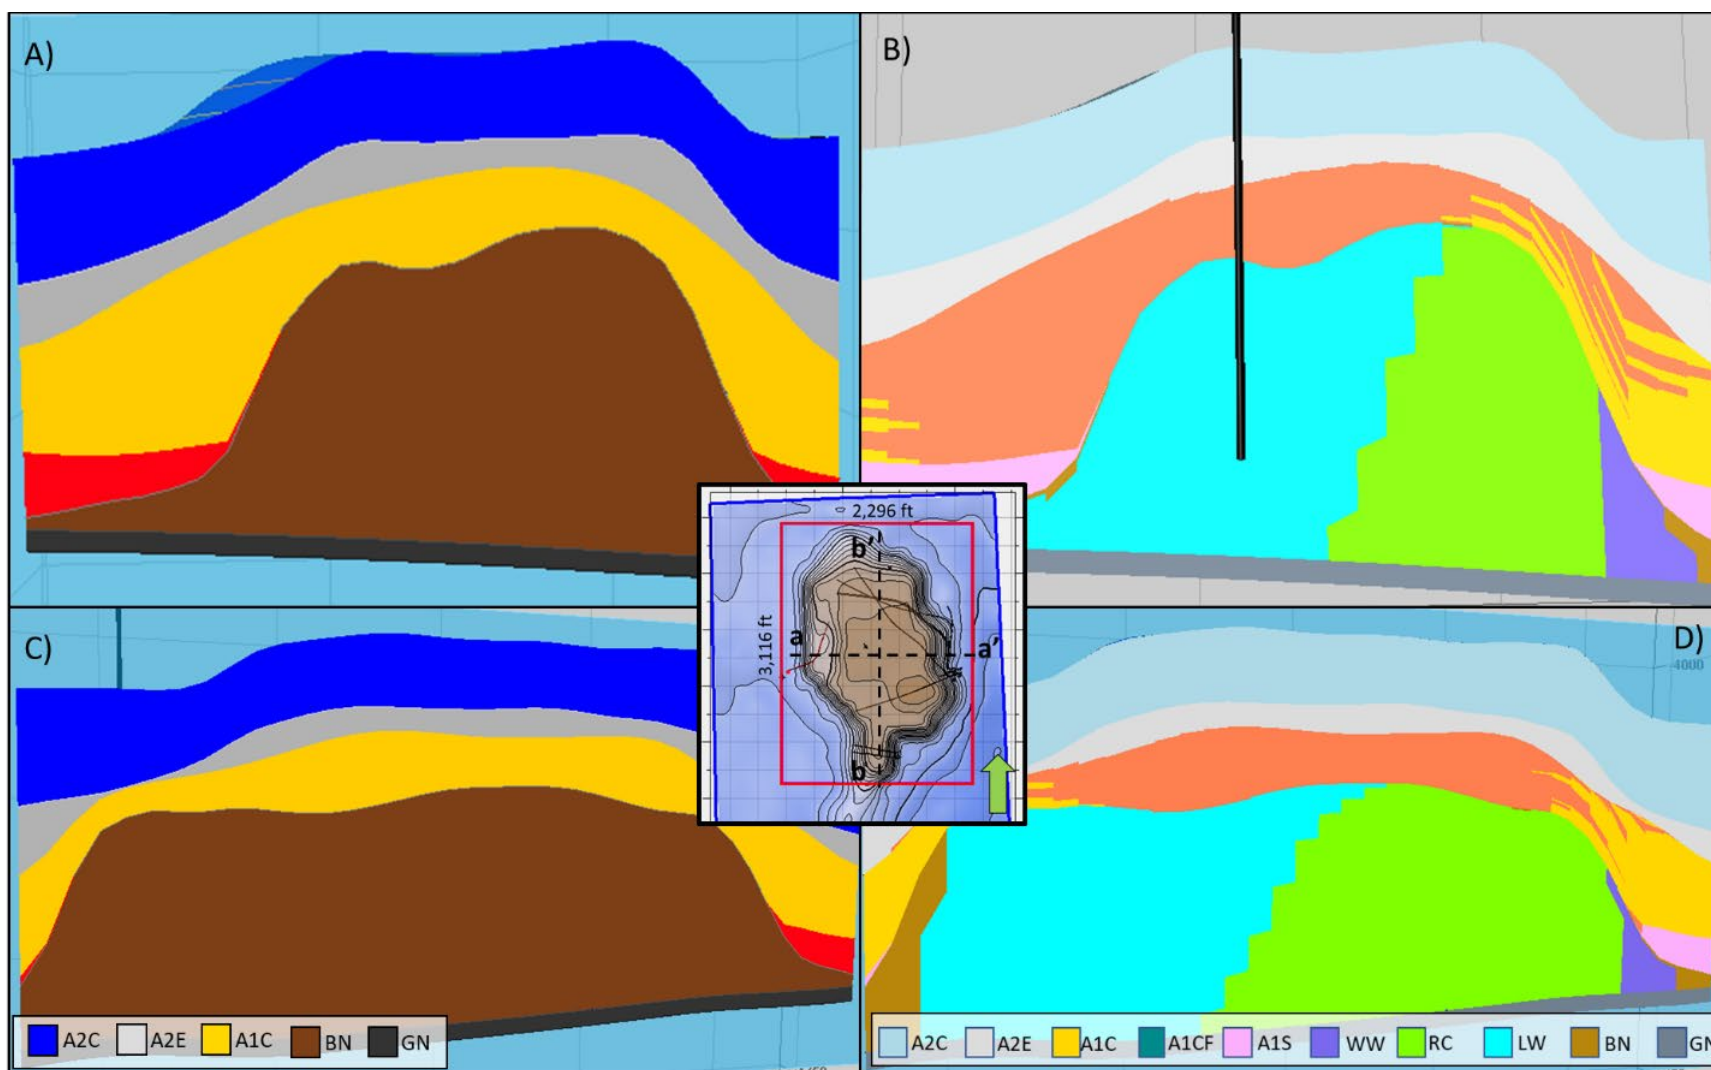 A)
B)
2,296 ft
b'
3,116 ft
a
a'
b
C)
D)
-4000
A2C A2E A1C BN GN
A2C A2E A1C A1CF A1S WW RC LW BN GN